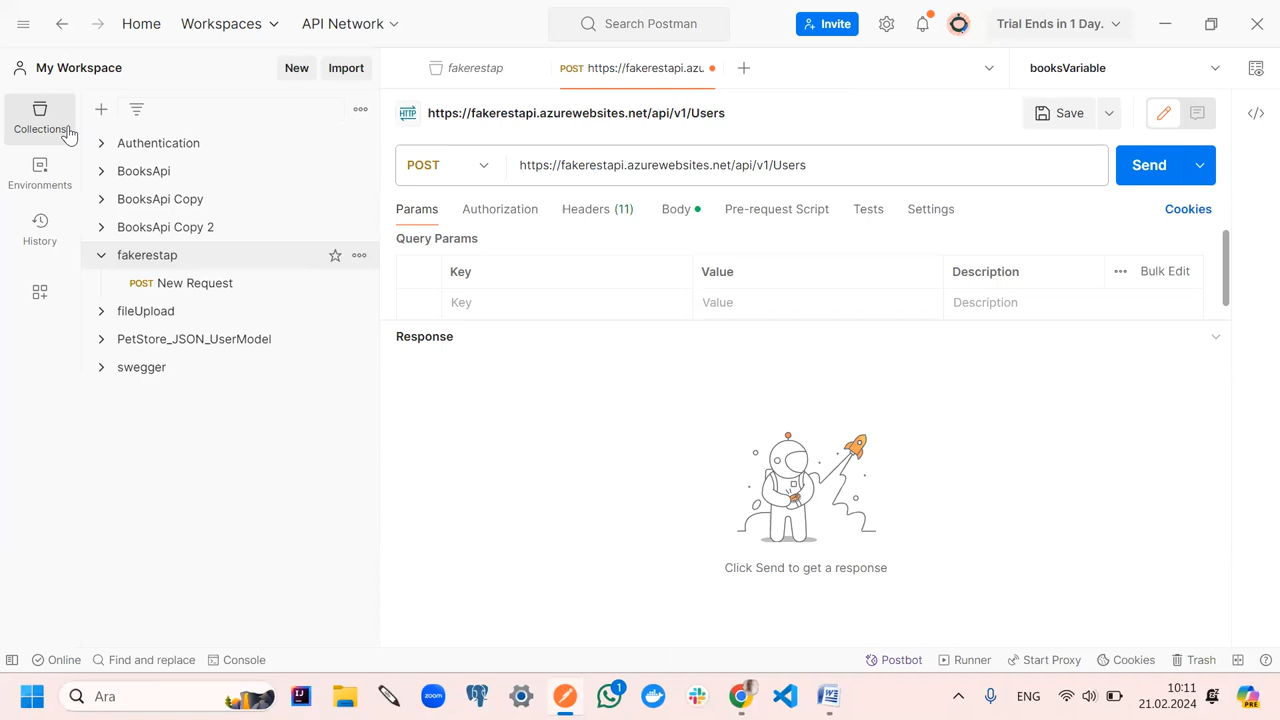 Home Workspaces API Network Search Postman Invite Trial Ends in 1 Day.
My Workspace New Import fakerestap POST https://fakerestapi.azu booksVariable
Collections
Environments
History
Authentication
BooksApi
BooksApi Copy
BooksApi Copy 2
fakerestap
POST New Request
fileUpload
PetStore_JSON_UserModel
swegger
HTTP https://fakerestapi.azurewebsites.net/api/v1/Users Save
POST https://fakerestapi.azurewebsites.net/api/v1/Users Send
Params Authorization Headers (11) Body Pre-request Script Tests Settings Cookies
Query Params
Key Value Description Bulk Edit
Key Value Description
Response
Click Send to get a response
Online Find and replace Console Postbot Runner Start Proxy Cookies Trash
Ara zoom 1 W ENG 10:11
21.02.2024
PRE